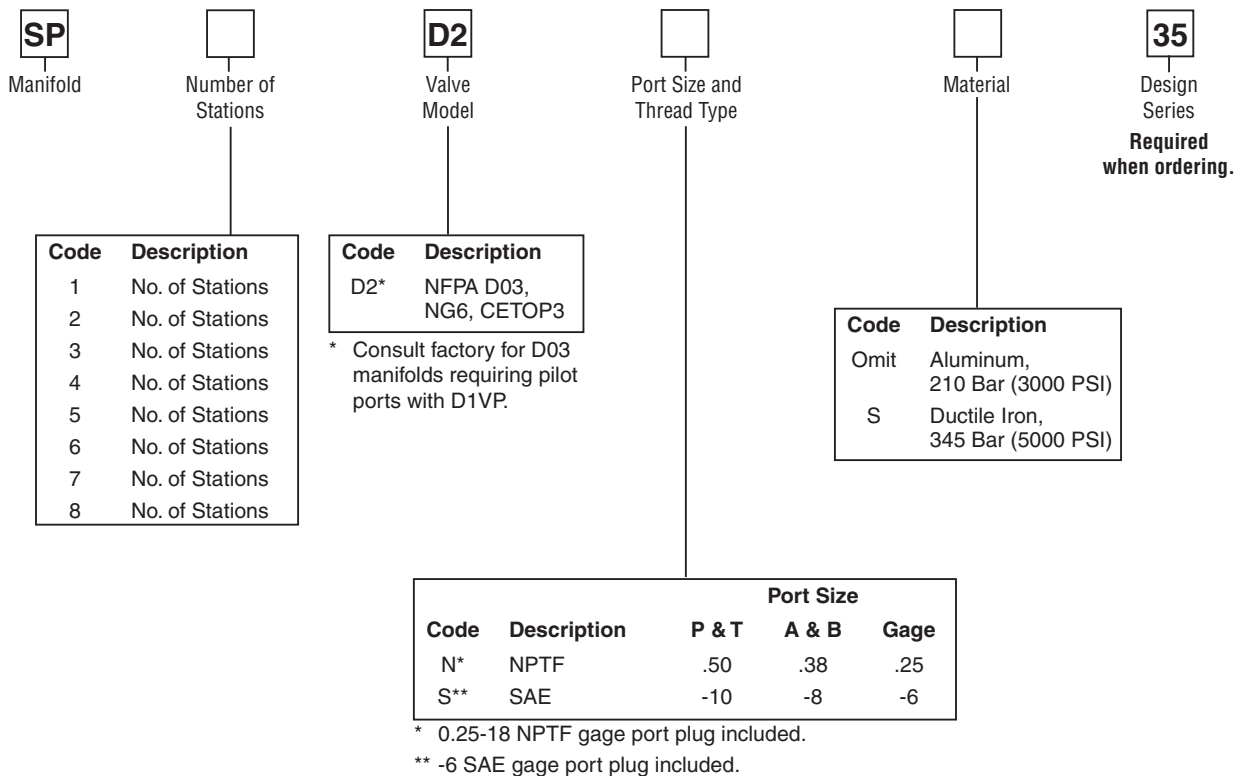 SP D2 35
Manifold
Number of
Stations
Valve
Model
Port Size and
Thread Type
Material
Design
Series
Required
when ordering.
Code Description
1 No. of Stations
2 No. of Stations
3 No. of Stations
4 No. of Stations
5 No. of Stations
6 No. of Stations
7 No. of Stations
8 No. of Stations
Code Description
D2* NFPA D03,
NG6, CETOP3
* Consult factory for D03
manifolds requiring pilot
ports with D1VP.
Code Description
Omit Aluminum,
210 Bar (3000 PSI)
S Ductile Iron,
345 Bar (5000 PSI)
Port Size
Code Description P & T A & B Gage
N* NPTF .50 .38 .25
S** SAE -10 -8 -6
* 0.25-18 NPTF gage port plug included.
** -6 SAE gage port plug included.